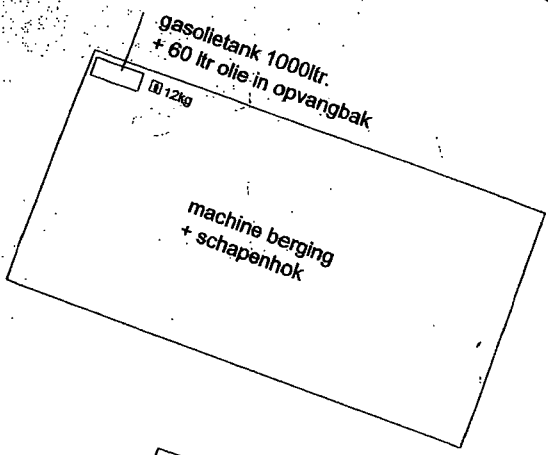 gasolietank 1000ltr.
+ 60 ltr olie in opvangbak
12kg
machine berging
+ schapenhok